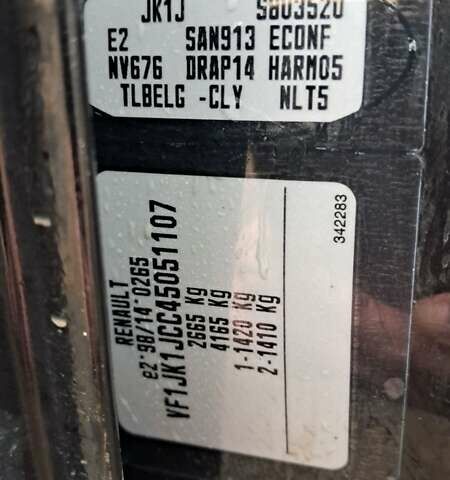 JK1J S803520
E2 SAN913 ECONF
NV676 DRAP14 HARM05
TLBELG -CLY NLT5
RENAULT
e2*98/14*0265
VF1JK1JCC45051107
2665 Kg
4165 Kg
1-1420 Kg
2-1410 Kg
342283